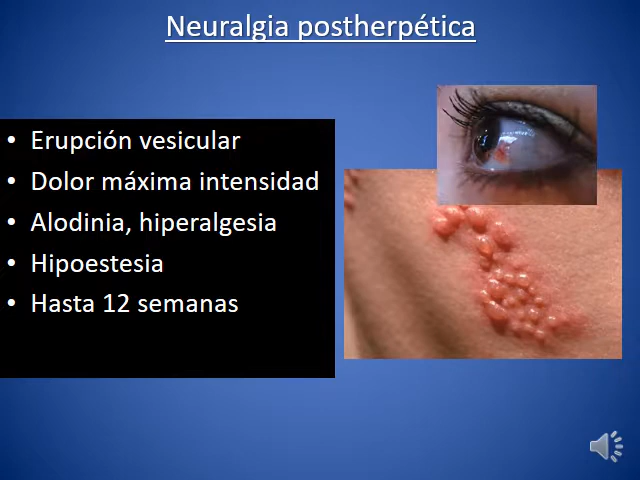 Neuralgia postherpética
• Erupción vesicular
• Dolor máxima intensidad
• Alodinia, hiperalgesia
• Hipoestesia
• Hasta 12 semanas